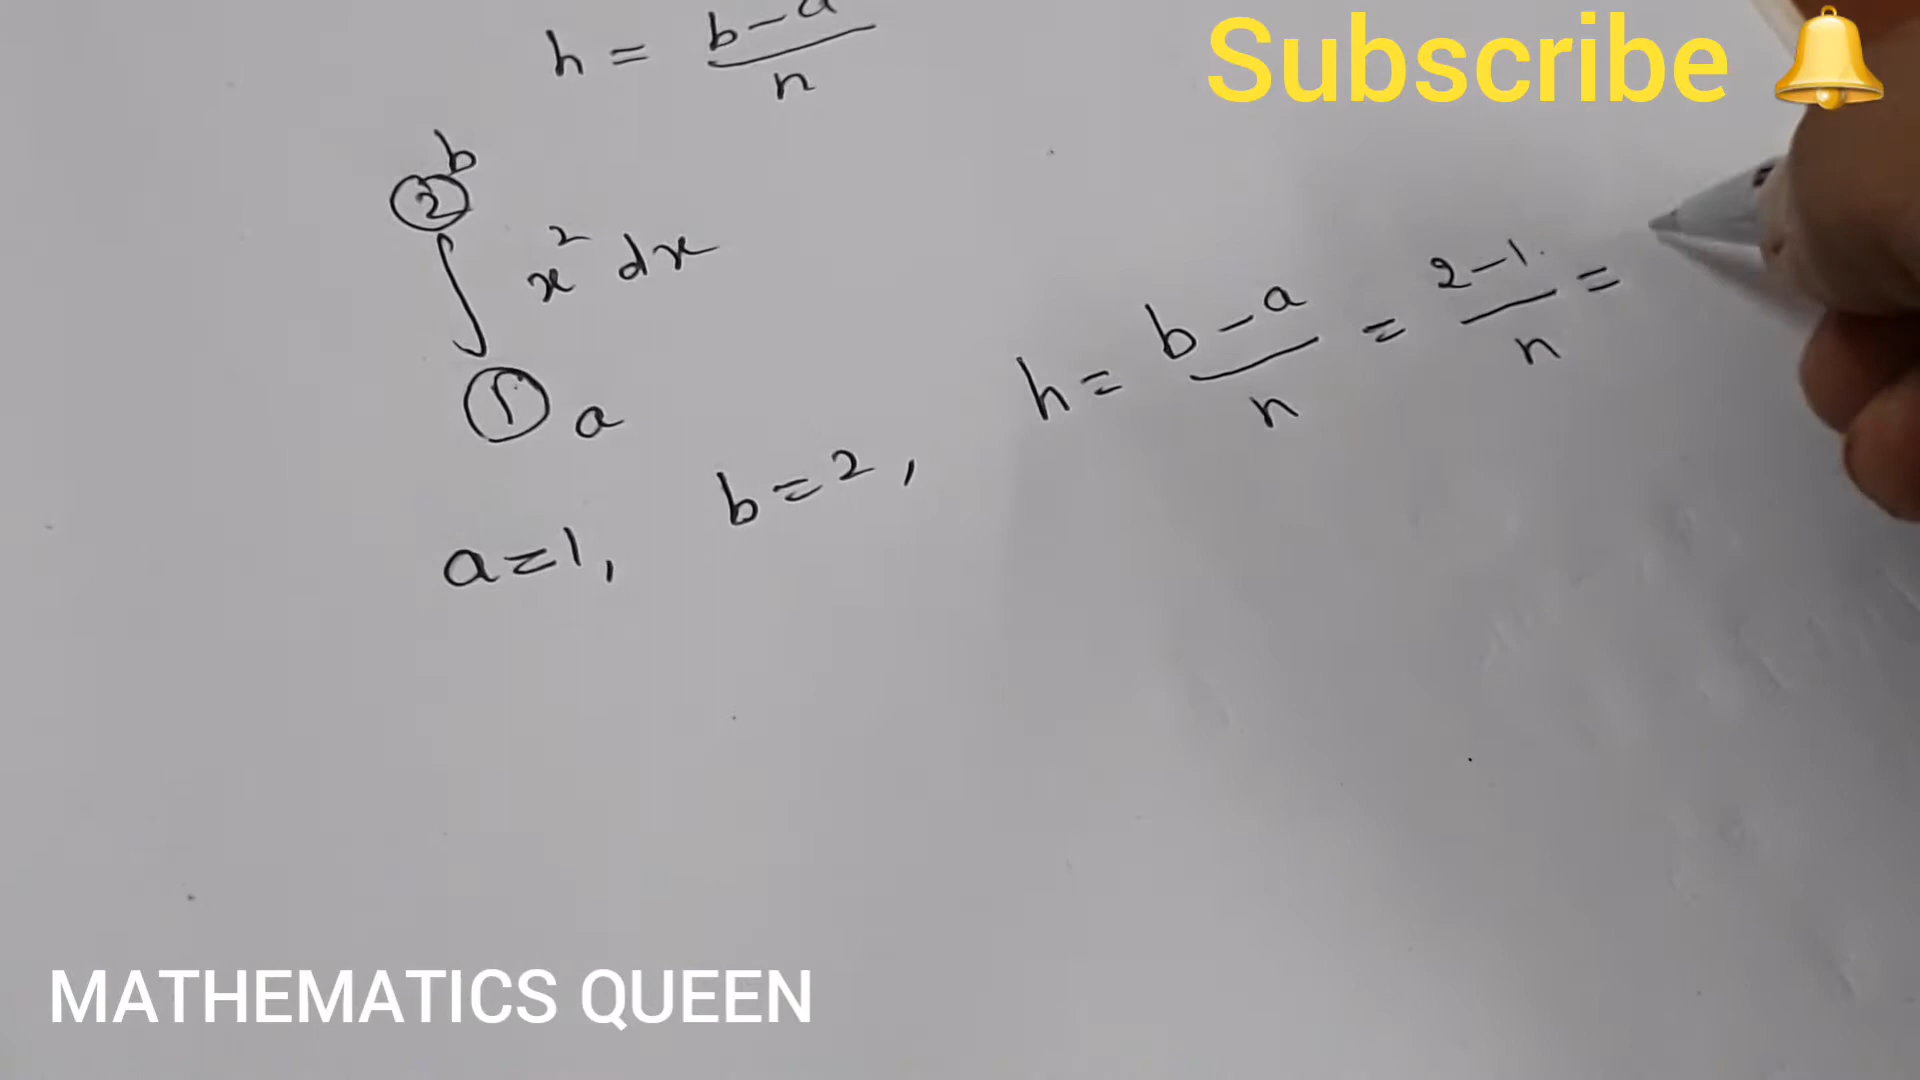 h = b-a/n
Subscribe 🔔
b
2
∫ x² dx
1 a
h = b-a/n = 2-1/n =
a=1, b=2,
MATHEMATICS QUEEN